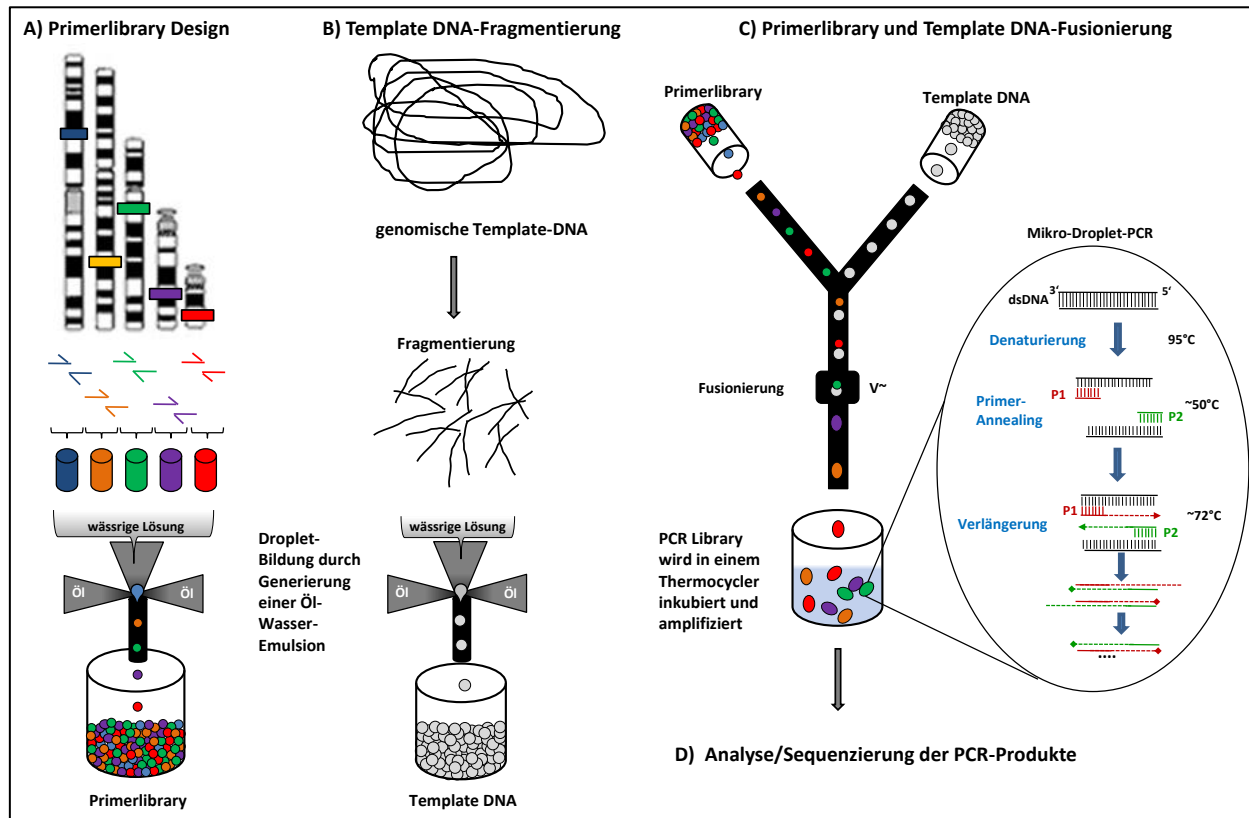 A) Primerlibrary Design
wässrige Lösung
Öl
Öl
Primerlibrary
B) Template DNA-Fragmentierung
genomische Template-DNA
Fragmentierung
Droplet-
Bildung durch
Generierung
einer Öl-
Wasser-
Emulsion
wässrige Lösung
Öl
Öl
Template DNA
C) Primerlibrary und Template DNA-Fusionierung
Primerlibrary
Template DNA
Fusionierung
V~
PCR Library
wird in einem
Thermocycler
inkubiert und
amplifiziert
Mikro-Droplet-PCR
dsDNA
3‘
5‘
Denaturierung
95°C
Primer-
Annealing
P1
~50°C
P2
Verlängerung
P1
~72°C
P2
....
D) Analyse/Sequenzierung der PCR-Produkte